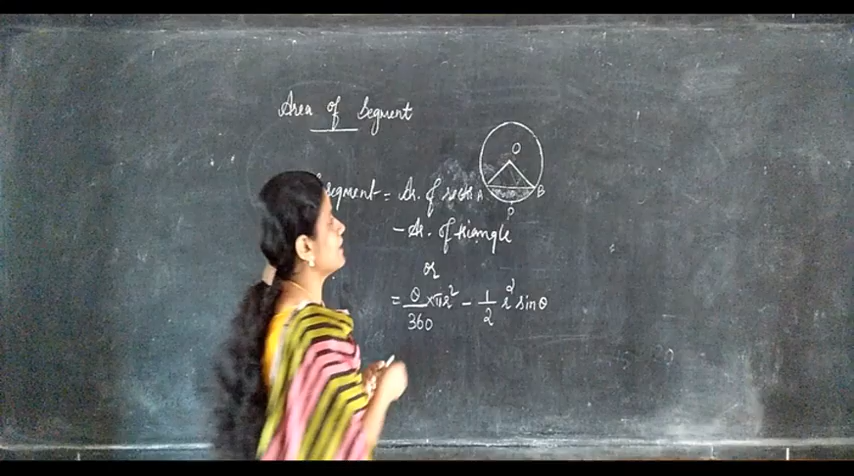 Area of Segment
O
segment = Ar. of sector A B
P
- Ar. of triangle
or
= θ/360 × πr² - 1/2 r² sinθ